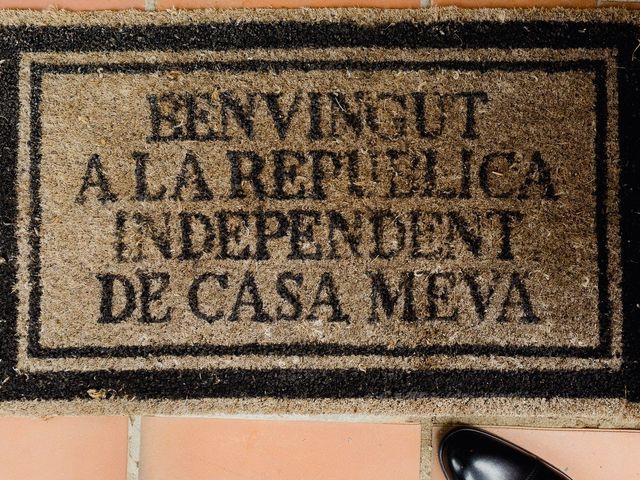 BENVINGUT
A LA REPUBLICA
INDEPENDENT
DE CASA MEVA